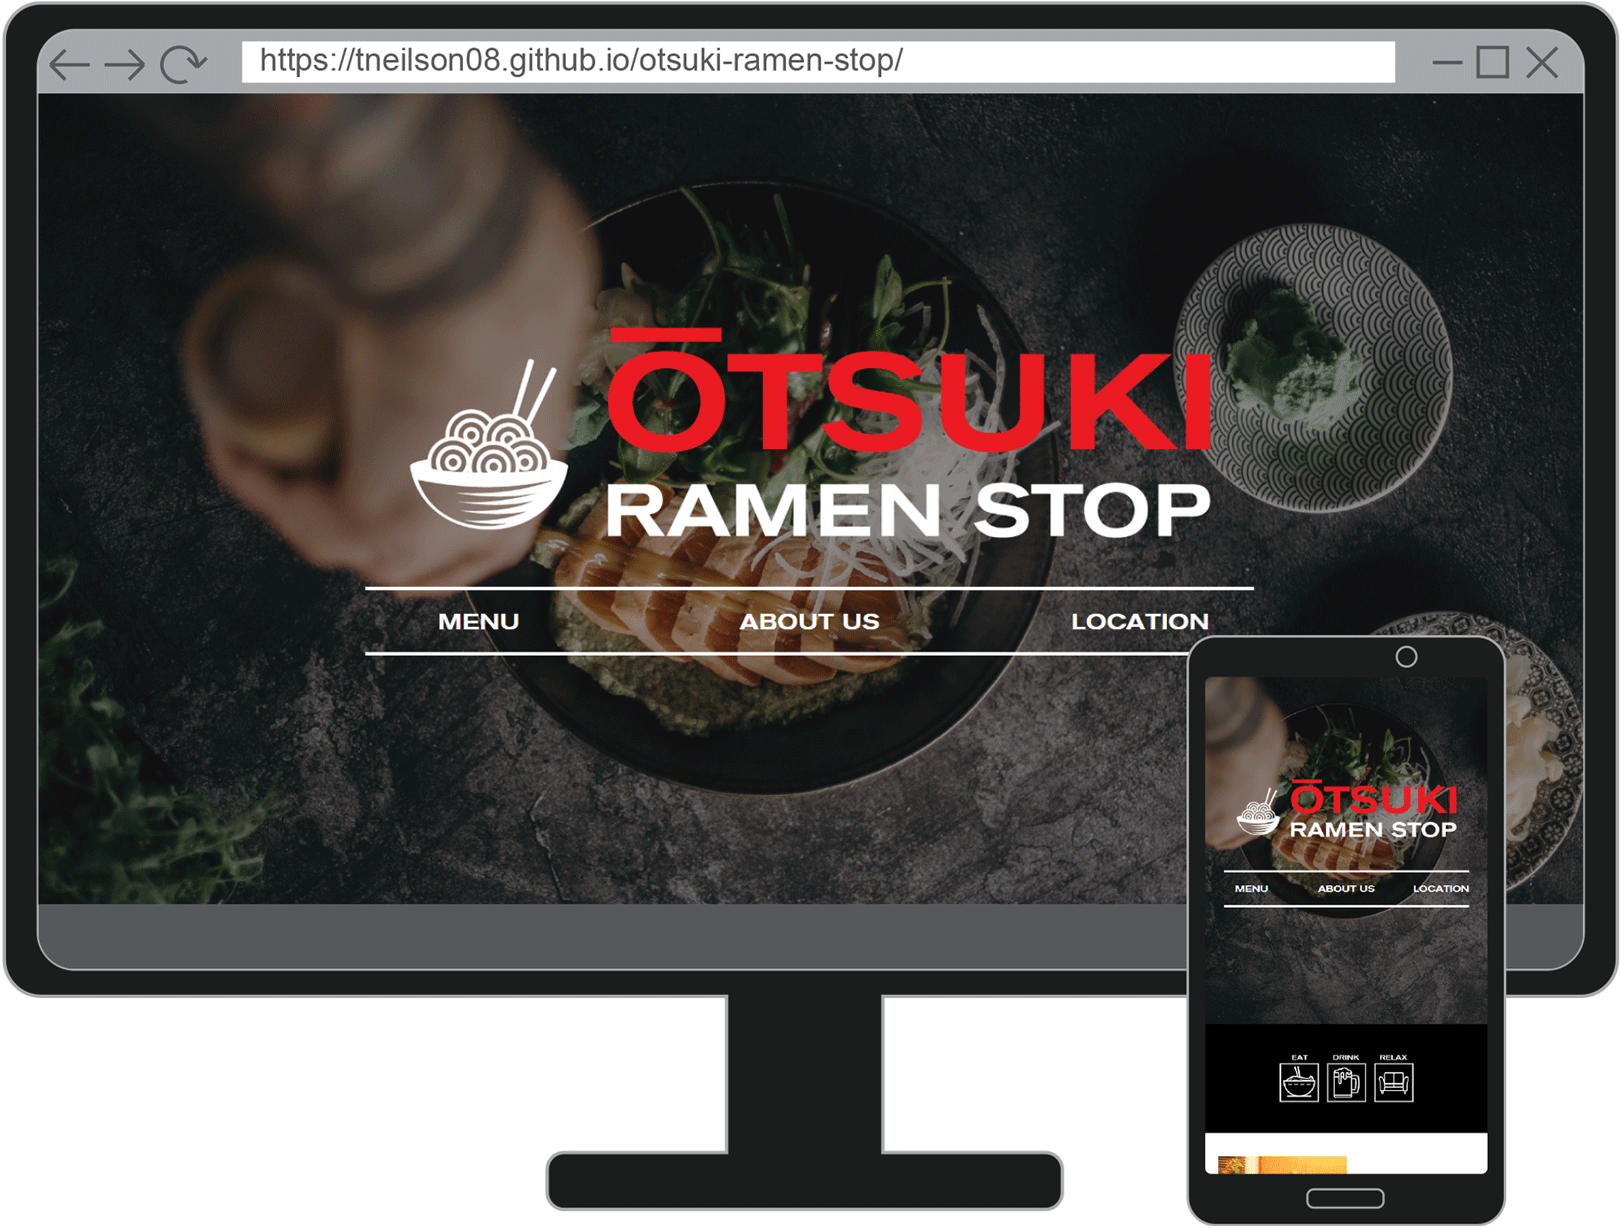 https://tneilson08.github.io/otsuki-ramen-stop/
ŌTSUKI
RAMEN STOP
MENU ABOUT US LOCATION
ŌTSUKI
RAMEN STOP
MENU ABOUT US LOCATION
EAT DRINK RELAX